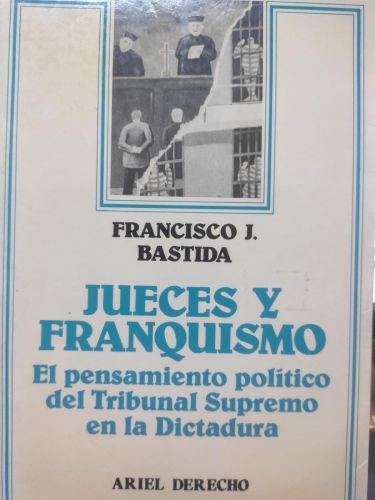 FRANCISCO J.
BASTIDA
JUECES Y
FRANQUISMO
El pensamiento político
del Tribunal Supremo
en la Dictadura
ARIEL DERECHO